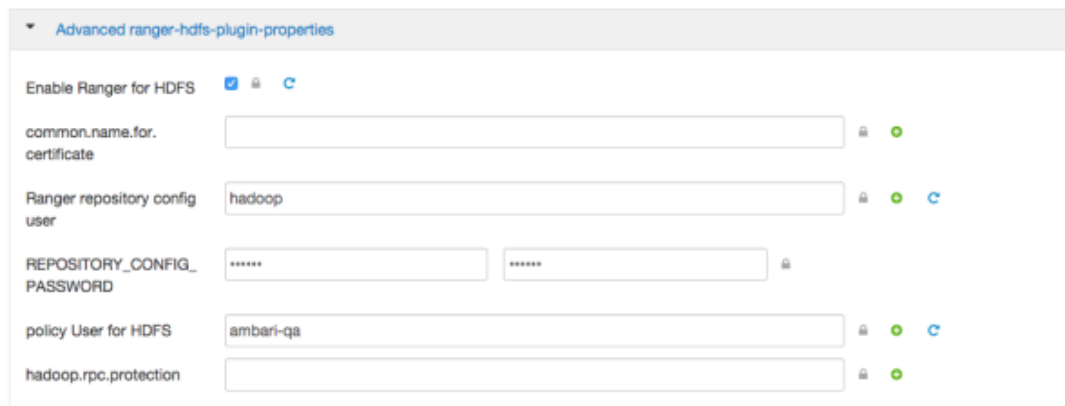 Advanced ranger-hdfs-plugin-properties
Enable Ranger for HDFS
common.name.for.
certificate
Ranger repository config
user
hadoop
REPOSITORY_CONFIG_
PASSWORD
•••••• ••••••
policy User for HDFS
ambari-qa
hadoop.rpc.protection